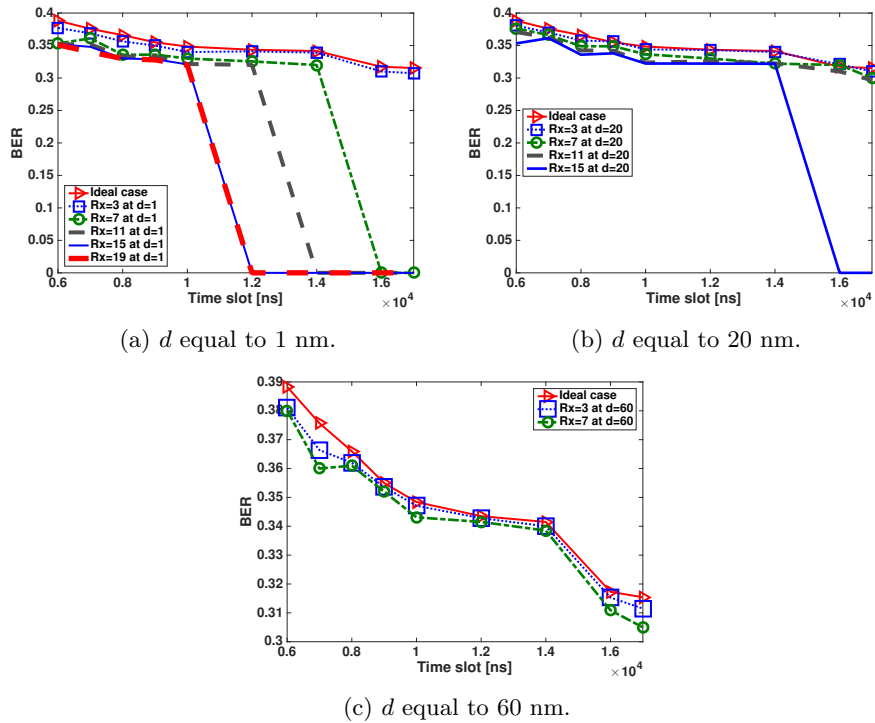 0.4
0.35
0.3
0.25
0.2
0.15
0.1
0.05
0
BER
Ideal case
Rx=3 at d=1
Rx=7 at d=1
Rx=11 at d=1
Rx=15 at d=1
Rx=19 at d=1
0.6 0.8 1 1.2 1.4 1.6
Time slot [ns]
×10⁴
(a) d equal to 1 nm.
0.4
0.35
0.3
0.25
0.2
0.15
0.1
0.05
0
BER
Ideal case
Rx=3 at d=20
Rx=7 at d=20
Rx=11 at d=20
Rx=15 at d=20
0.6 0.8 1 1.2 1.4 1.6
Time slot [ns]
×10⁴
(b) d equal to 20 nm.
0.39
0.38
0.37
0.36
0.35
0.34
0.33
0.32
0.31
0.3
BER
Ideal case
Rx=3 at d=60
Rx=7 at d=60
0.6 0.8 1 1.2 1.4 1.6
Time slot [ns]
×10⁴
(c) d equal to 60 nm.